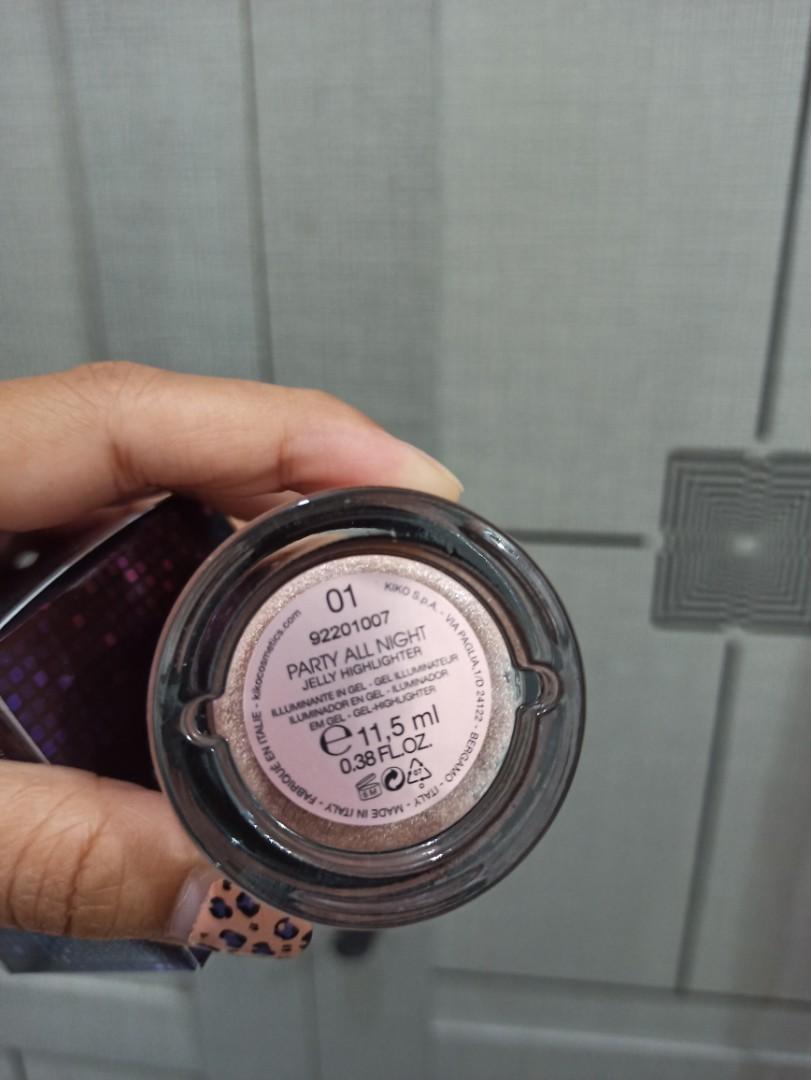 01
92201007
PARTY ALL NIGHT
JELLY HIGHLIGHTER
ILLUMINANTE IN GEL - GEL ILLUMINATEUR
ILUMINADOR EN GEL - ILUMINADOR
EM GEL - GEL-HIGHLIGHTER
e 11,5 ml
0.38 FL.OZ.
KIKO S.p.A. - VIA PAGLIA,1/D 24122 - BERGAMO - ITALY - MADE IN ITALY - FABRIQUÉ EN ITALIE - kikocosmetics.com